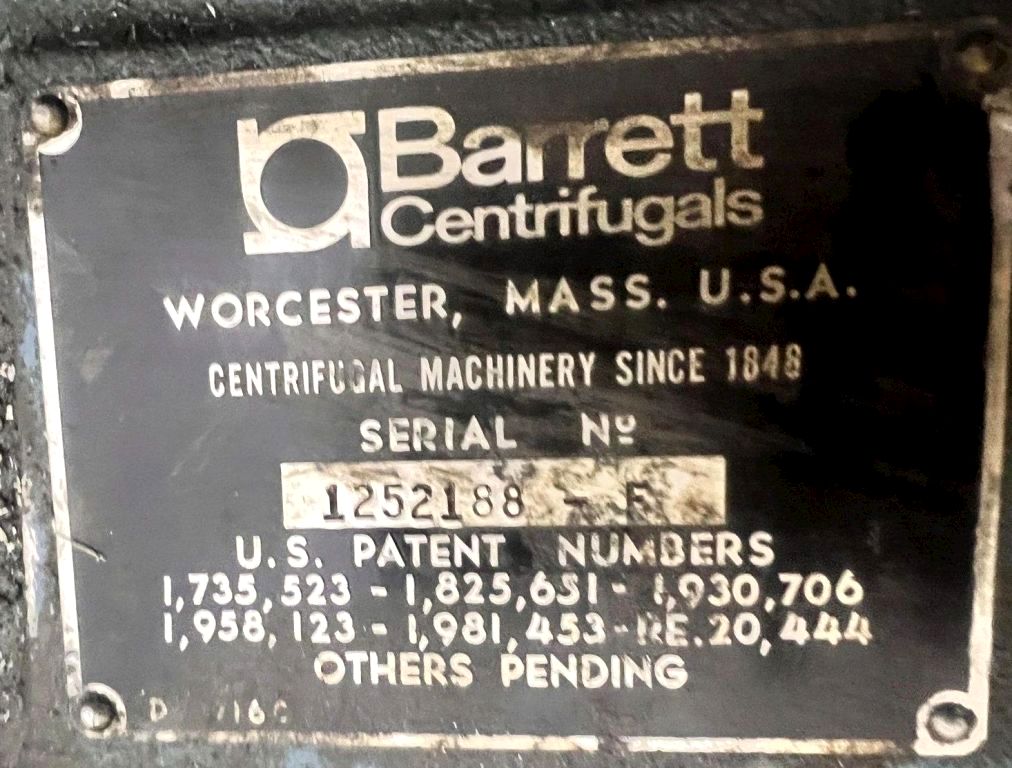 Barrett
Centrifugals
WORCESTER, MASS. U.S.A.
CENTRIFUGAL MACHINERY SINCE 1848
SERIAL Nº
1252188 - F
U.S. PATENT NUMBERS
1,735,523 - 1,825,651 - 1,930,706
1,958,123 - 1,981,453 - RE.20,444
OTHERS PENDING